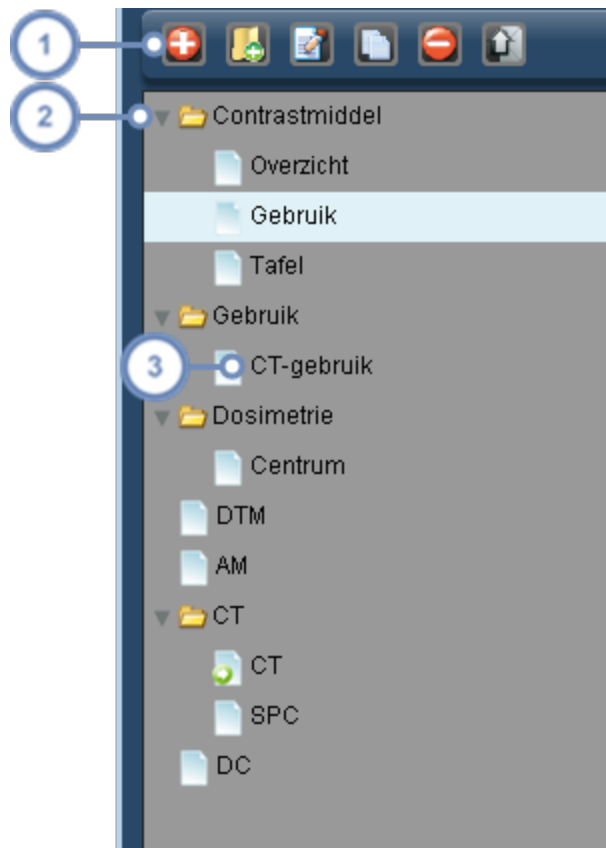 1
2
Contrastmiddel
Overzicht
Gebruik
Tafel
Gebruik
3
CT-gebruik
Dosimetrie
Centrum
DTM
AM
CT
CT
SPC
DC